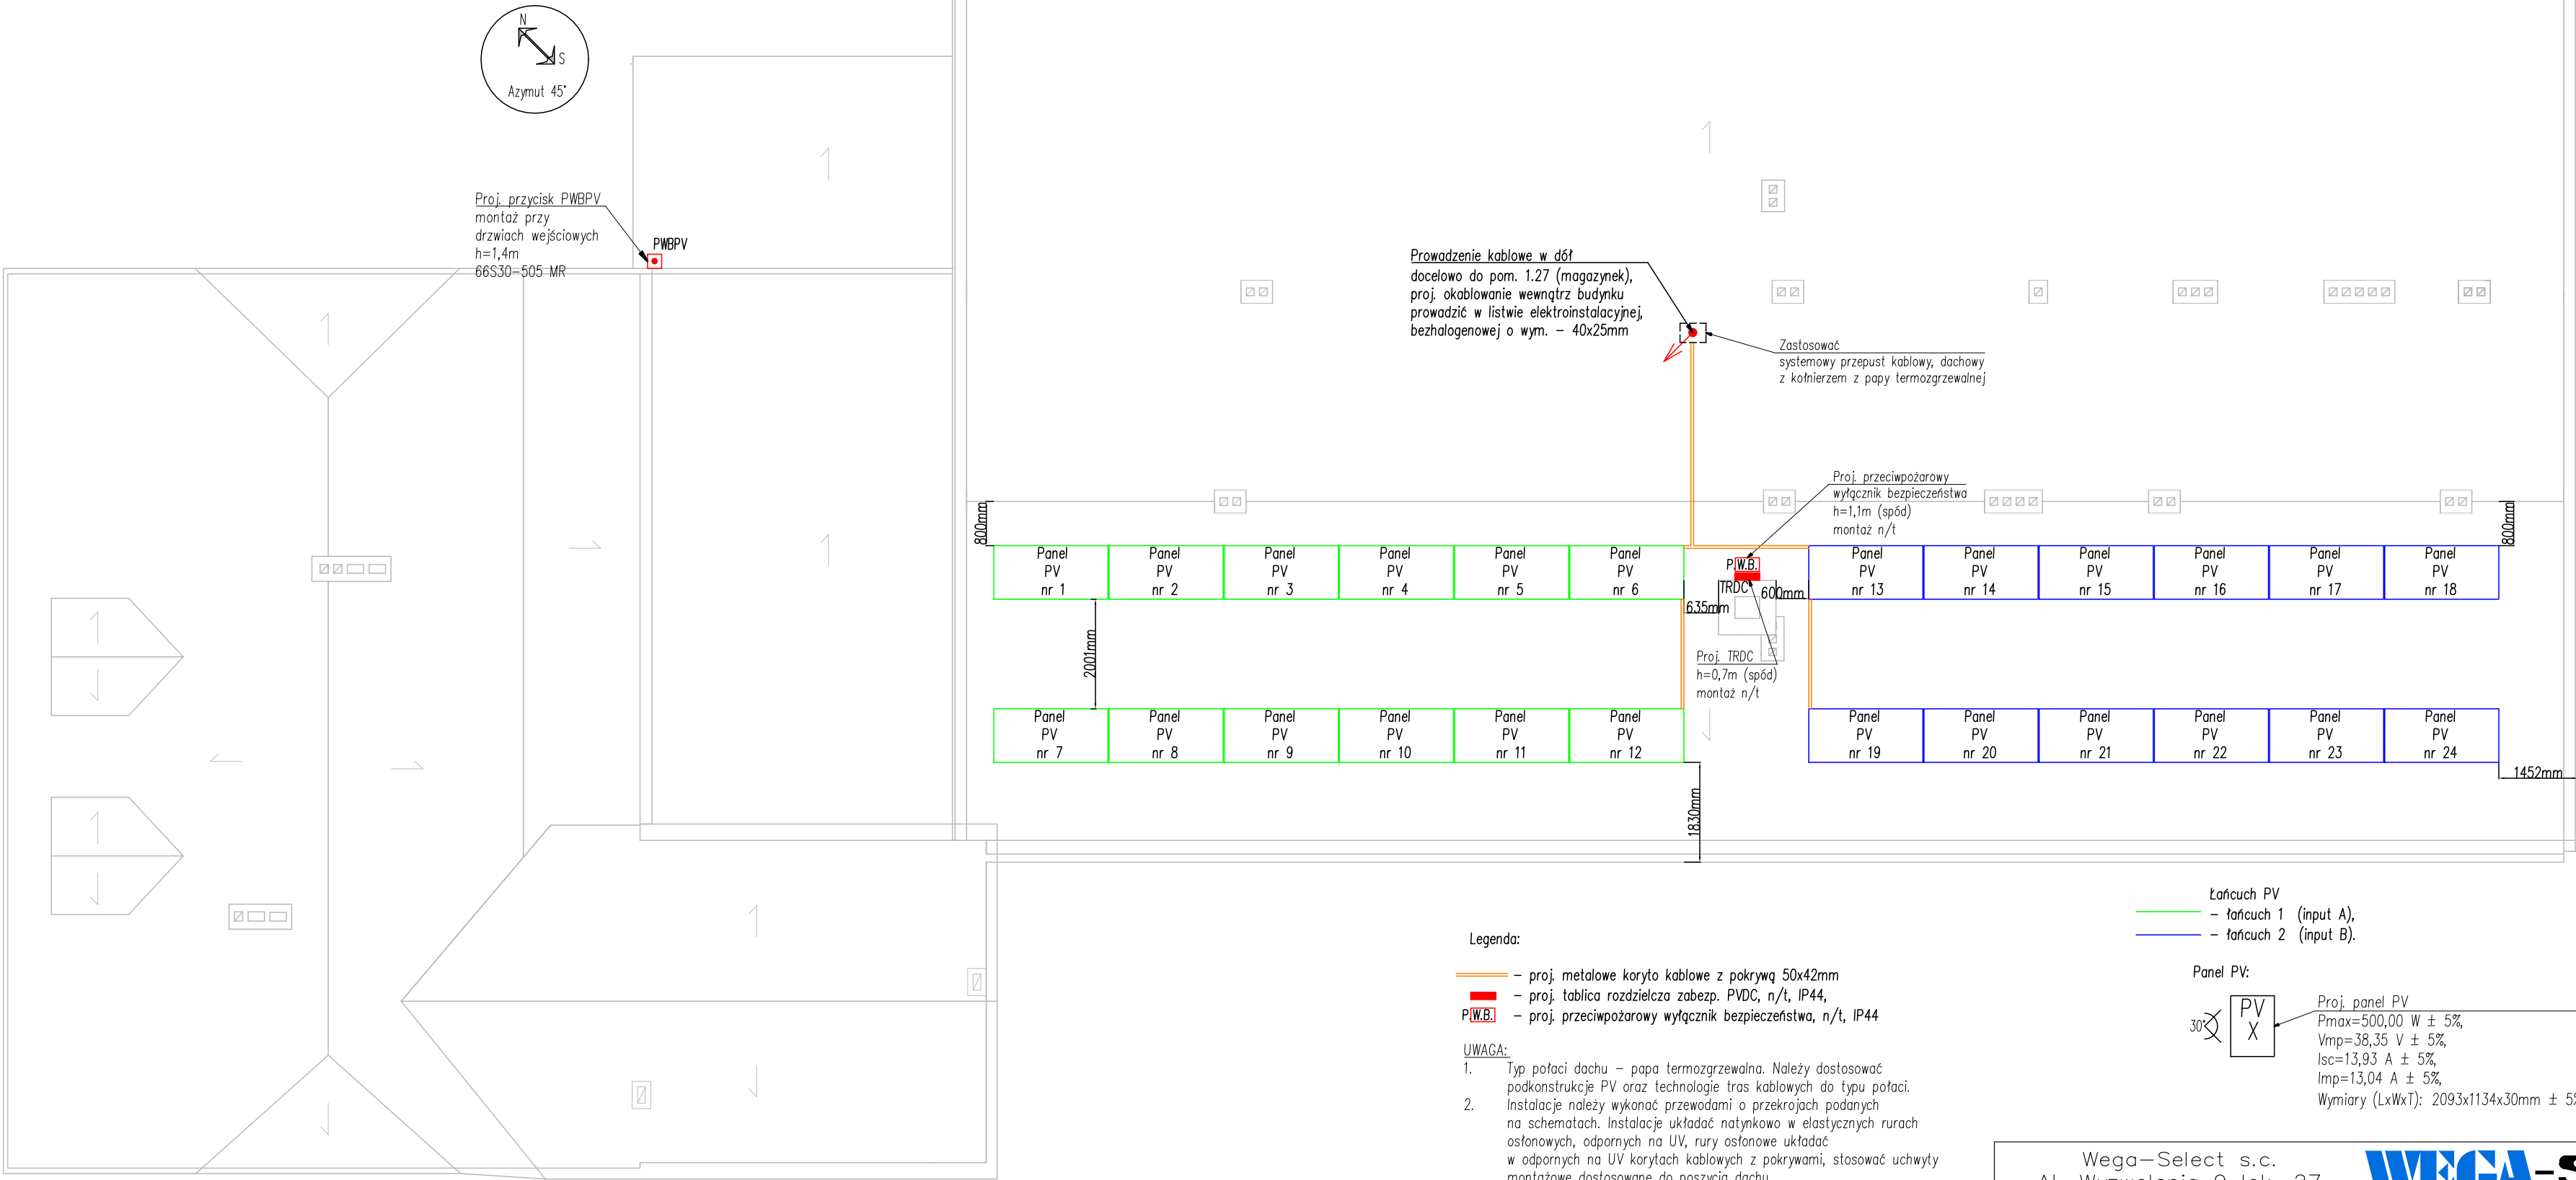 N
S
Azymut 45°
Proj. przycisk PWBPV
montaż przy
drzwiach wejściowych
h=1,4m
66S30-505 MR
PWBPV
Prowadzenie kablowe w dół
docelowo do pom. 1.27 (magazynek),
proj. okablowanie wewnątrz budynku
prowadzić w listwie elektroinstalacyjnej,
bezhalogenowej o wym. - 40x25mm
Zastosować
systemowy przepust kablowy, dachowy
z kołnierzem z papy termozgrzewalnej
Proj. przeciwpożarowy
wyłącznik bezpieczeństwa
h=1,1m (spód)
montaż n/t
800mm
800mm
Panel
PV
nr 1
Panel
PV
nr 2
Panel
PV
nr 3
Panel
PV
nr 4
Panel
PV
nr 5
Panel
PV
nr 6
P.W.B.
TRDC
635mm
600mm
Panel
PV
nr 13
Panel
PV
nr 14
Panel
PV
nr 15
Panel
PV
nr 16
Panel
PV
nr 17
Panel
PV
nr 18
2001mm
Proj. TRDC
h=0,7m (spód)
montaż n/t
Panel
PV
nr 7
Panel
PV
nr 8
Panel
PV
nr 9
Panel
PV
nr 10
Panel
PV
nr 11
Panel
PV
nr 12
Panel
PV
nr 19
Panel
PV
nr 20
Panel
PV
nr 21
Panel
PV
nr 22
Panel
PV
nr 23
Panel
PV
nr 24
1452mm
1830mm
Łańcuch PV
- łańcuch 1 (input A),
- łańcuch 2 (input B).
Legenda:
- proj. metalowe koryto kablowe z pokrywą 50x42mm
- proj. tablica rozdzielcza zabezp. PVDC, n/t, IP44,
P.W.B. - proj. przeciwpożarowy wyłącznik bezpieczeństwa, n/t, IP44
Panel PV:
30°
PV
X
Proj. panel PV
Pmax=500,00 W ± 5%,
Vmp=38,35 V ± 5%,
Isc=13,93 A ± 5%,
Imp=13,04 A ± 5%,
Wymiary (LxWxT): 2093x1134x30mm ± 5%
UWAGA:
1. Typ połaci dachu - papa termozgrzewalna. Należy dostosować
podkonstrukcje PV oraz technologie tras kablowych do typu połaci.
2. Instalacje należy wykonać przewodami o przekrojach podanych
na schematach. Instalacje układać natynkowo w elastycznych rurach
osłonowych, odpornych na UV, rury osłonowe układać
w odpornych na UV korytach kablowych z pokrywami, stosować uchwyty
montażowe dostosowane do poszycia dachu
Wega-Select s.c.
Al. Wyzwolenia 9 lok. 27
WEGA-S